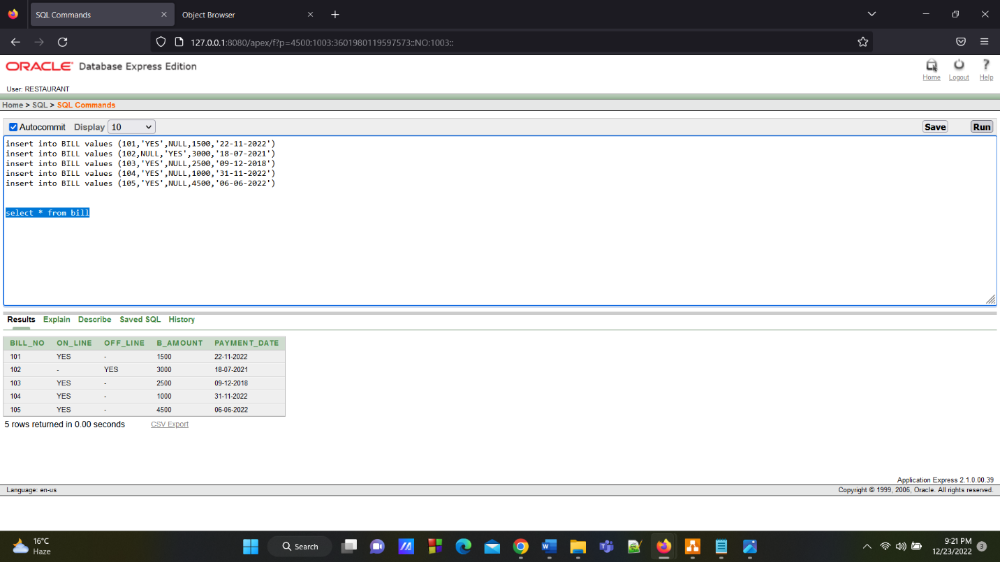 SQL Commands
Object Browser
127.0.0.1:8080/apex/f?p=4500:1003:3601980119597573::NO:1003::
ORACLE Database Express Edition
Home Logout Help
User: RESTAURANT
Home > SQL > SQL Commands
Autocommit Display 10 Save Run
insert into BILL values (101,'YES',NULL,1500,'22-11-2022')
insert into BILL values (102,NULL,'YES',3000,'18-07-2021')
insert into BILL values (103,'YES',NULL,2500,'09-12-2018')
insert into BILL values (104,'YES',NULL,1000,'31-11-2022')
insert into BILL values (105,'YES',NULL,4500,'06-06-2022')
select * from bill
Results Explain Describe Saved SQL History
BILL_NO ON_LINE OFF_LINE B_AMOUNT PAYMENT_DATE
101 YES - 1500 22-11-2022
102 - YES 3000 18-07-2021
103 YES - 2500 09-12-2018
104 YES - 1000 31-11-2022
105 YES - 4500 06-06-2022
5 rows returned in 0.00 seconds CSV Export
Application Express 2.1.0.00.39
Language: en-us Copyright © 1999, 2006, Oracle. All rights reserved.
16°C
Haze
Search
9:21 PM
12/23/2022
3